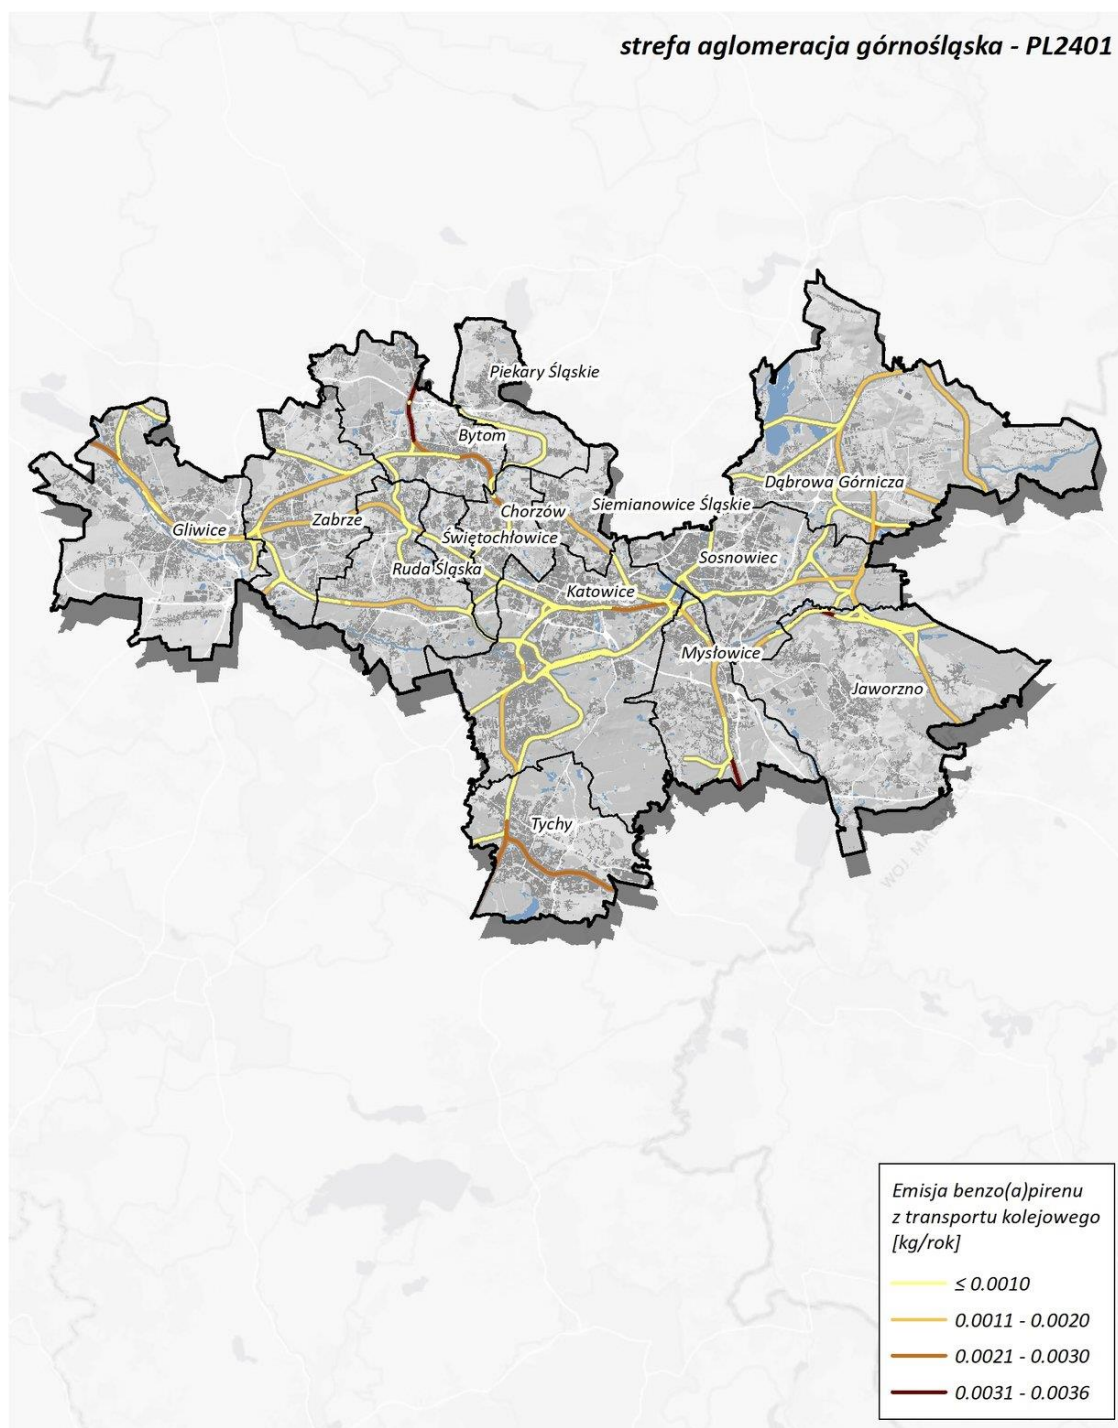 strefa aglomeracja górnośląska - PL2401
Piekary Śląskie
Bytom
Dąbrowa Górnicza
Siemianowice Śląskie
Chorzów
Zabrze
Gliwice
Świętochłowice
Sosnowiec
Ruda Śląska
Katowice
Mysłowice
Jaworzno
Tychy
WOJ. MA
Emisja benzo(a)pirenu
z transportu kolejowego
[kg/rok]
≤ 0.0010
0.0011 - 0.0020
0.0021 - 0.0030
0.0031 - 0.0036